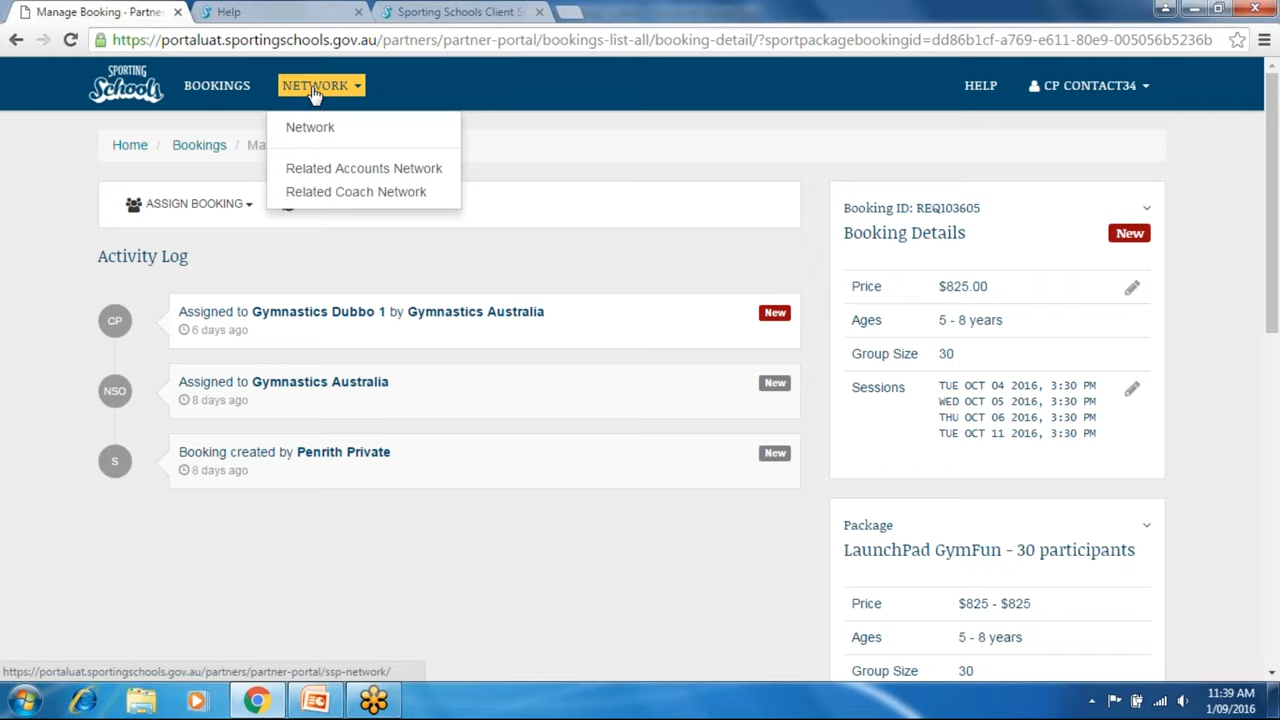 Manage Booking - Partne
Help
Sporting Schools Client S
https://portaluat.sportingschools.gov.au/partners/partner-portal/bookings-list-all/booking-detail/?sportpackagebookingid=dd86b1cf-a769-e611-80e9-005056b5236b
SPORTING
Schools
BOOKINGS
NETWORK
HELP
CP CONTACT34
Network
Related Accounts Network
Related Coach Network
Home / Bookings / Ma
ASSIGN BOOKING
Activity Log
CP
Assigned to Gymnastics Dubbo 1 by Gymnastics Australia
6 days ago
New
NSO
Assigned to Gymnastics Australia
8 days ago
New
S
Booking created by Penrith Private
8 days ago
New
Booking ID: REQ103605
Booking Details
New
Price $825.00
Ages 5 - 8 years
Group Size 30
Sessions TUE OCT 04 2016, 3:30 PM
WED OCT 05 2016, 3:30 PM
THU OCT 06 2016, 3:30 PM
TUE OCT 11 2016, 3:30 PM
Package
LaunchPad GymFun - 30 participants
Price $825 - $825
Ages 5 - 8 years
Group Size 30
https://portaluat.sportingschools.gov.au/partners/partner-portal/ssp-network/
11:39 AM
1/09/2016